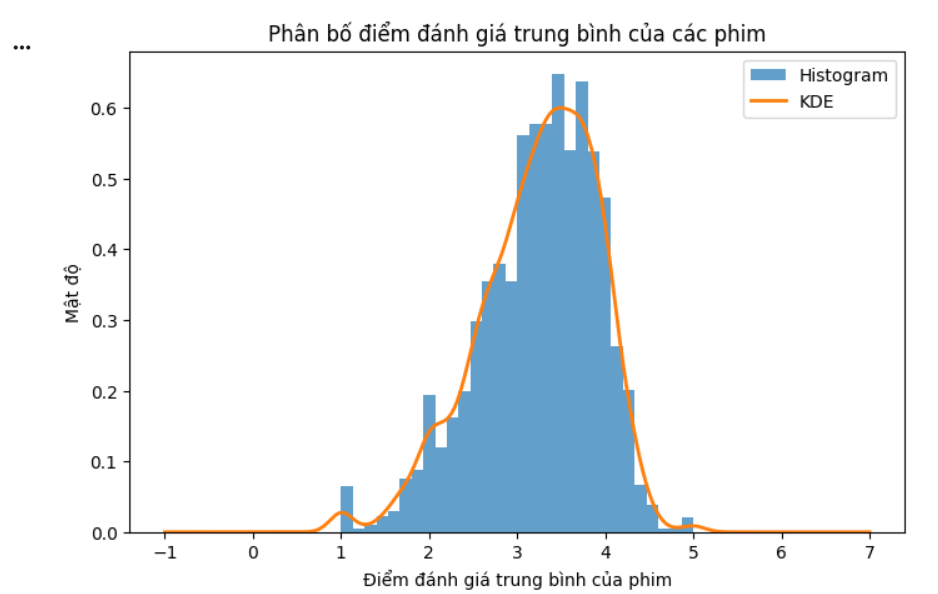 ...
Phân bố điểm đánh giá trung bình của các phim
Histogram
KDE
Mật độ
0.6
0.5
0.4
0.3
0.2
0.1
0.0
−1 0 1 2 3 4 5 6 7
Điểm đánh giá trung bình của phim